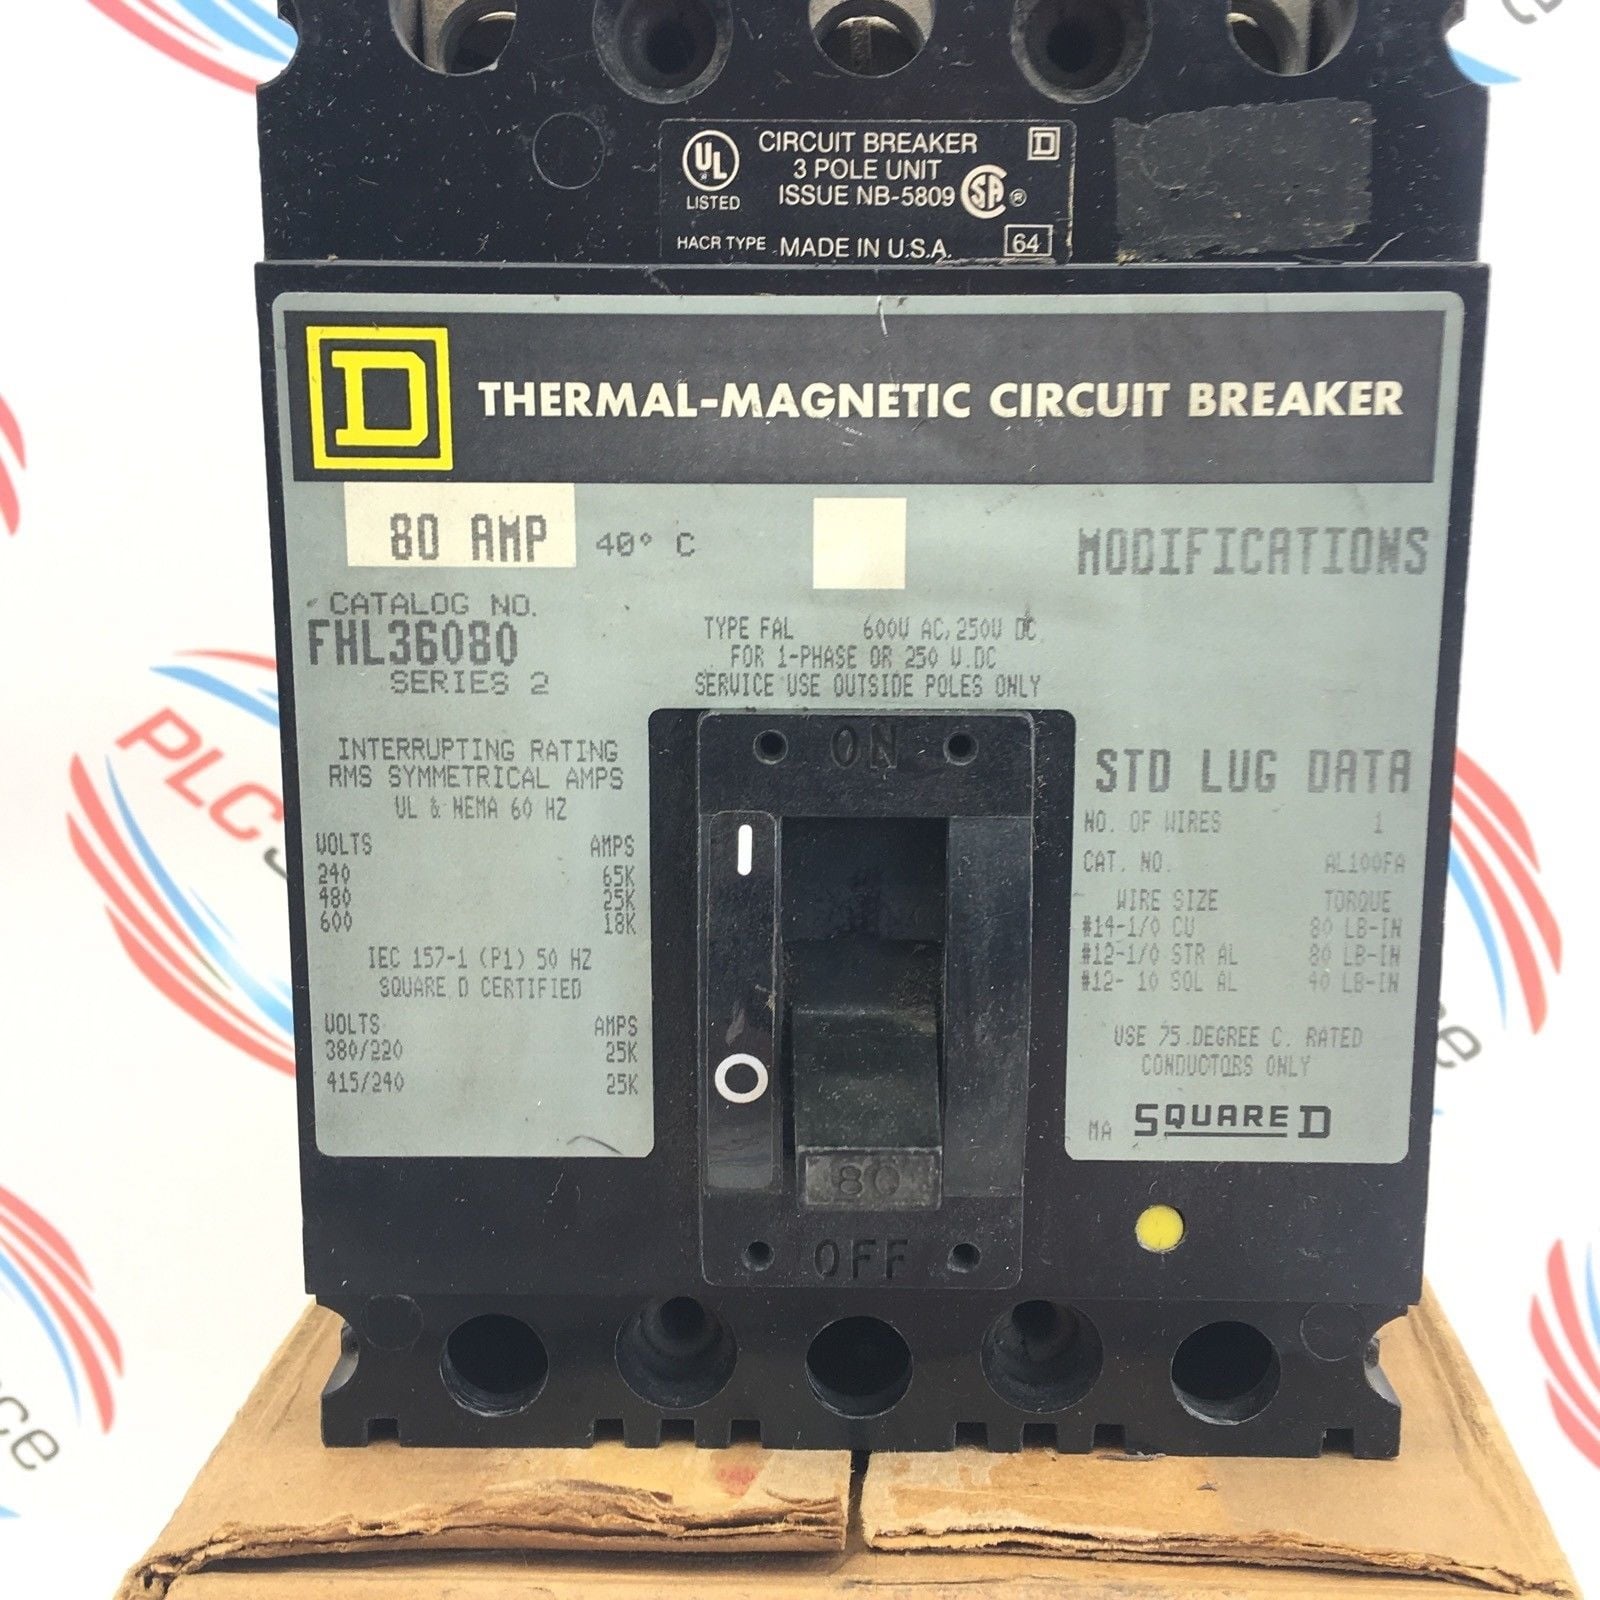 UL
LISTED
CIRCUIT BREAKER
3 POLE UNIT
ISSUE NB-5809
SA ®
D
HACR TYPE MADE IN U.S.A.
64
D
THERMAL-MAGNETIC CIRCUIT BREAKER
80 AMP 40° C
MODIFICATIONS
CATALOG NO.
FHL36080
SERIES 2
TYPE FAL 600V AC, 250V DC
FOR 1-PHASE OR 250 V.DC
SERVICE USE OUTSIDE POLES ONLY
INTERRUPTING RATING
RMS SYMMETRICAL AMPS
UL & NEMA 60 HZ
VOLTS AMPS
240 65K
480 25K
600 18K
IEC 157-1 (P1) 50 HZ
SQUARE D CERTIFIED
VOLTS AMPS
380/220 25K
415/240 25K
ON
I
O
80
OFF
STD LUG DATA
NO. OF WIRES 1
CAT. NO. AL100FA
WIRE SIZE TORQUE
#14-1/0 CU 80 LB-IN
#12-1/0 STR AL 80 LB-IN
#12- 10 SOL AL 40 LB-IN
USE 75 DEGREE C. RATED
CONDUCTORS ONLY
MA SQUARE D
PLC